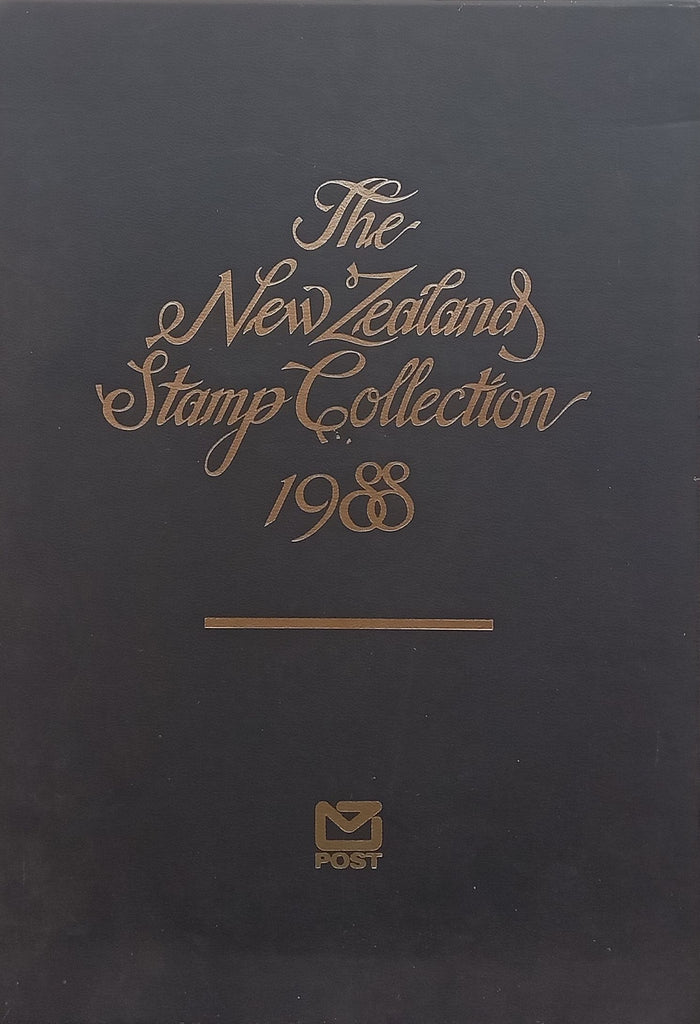 The
New Zealand
Stamp Collection
1988
POST